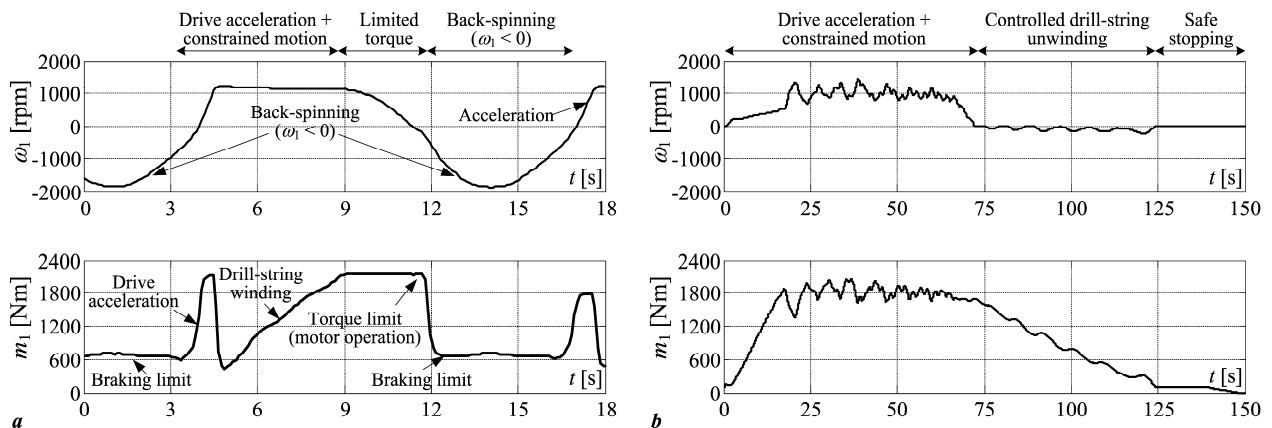 Drive acceleration +
constrained motion
Limited
torque
Back-spinning
(ω1 < 0)
2000
1000
0
-1000
-2000
ω1 [rpm]
Back-spinning
(ω1 < 0)
Acceleration
t [s]
0 3 6 9 12 15 18
2400
1800
1200
600
0
m1 [Nm]
Drive
acceleration
Drill-string
winding
Torque limit
(motor operation)
Braking limit
Braking limit
t [s]
0 3 6 9 12 15 18
a
Drive acceleration +
constrained motion
Controlled drill-string
unwinding
Safe
stopping
2000
1000
0
-1000
-2000
ω1 [rpm]
t [s]
0 25 50 75 100 125 150
2400
1800
1200
600
0
m1 [Nm]
t [s]
0 25 50 75 100 125 150
b